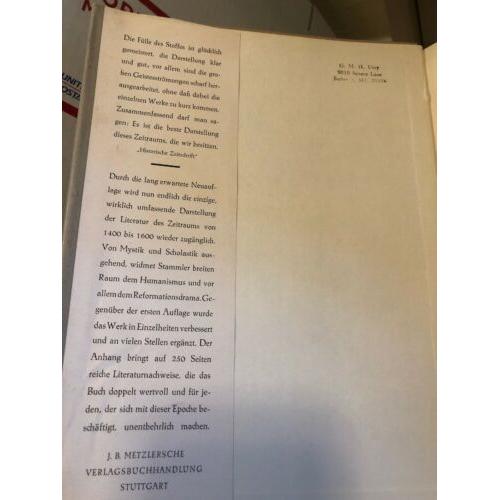 MOD
UNIT
POSTA
Die Fülle des Stoffes ist glücklich
gemeistert, die Darstellung klar
und gut, vor allem sind die gro-
ßen Geistesströmungen scharf her-
ausgearbeitet, ohne daß dabei die
einzelnen Werke zu kurz kommen.
Zusammenfassend darf man sa-
gen: Es ist die beste Darstellung
dieses Zeitraums, die wir besitzen.
„Historische Zeitschrift“
Durch die lang erwartete Neuauf-
lage wird nun endlich die einzige,
wirklich umfassende Darstellung
der Literatur des Zeitraums von
1400 bis 1600 wieder zugänglich.
Von Mystik und Scholastik aus-
gehend, widmet Stammler breiten
Raum dem Humanismus und vor
allem dem Reformationsdrama. Ge-
genüber der ersten Auflage wurde
das Werk in Einzelheiten verbessert
und an vielen Stellen ergänzt. Der
Anhang bringt auf 250 Seiten
reiche Literaturnachweise, die das
Buch doppelt wertvoll und für je-
den, der sich mit dieser Epoche be-
schäftigt, unentbehrlich machen.
J. B. METZLERSCHE
VERLAGSBUCHHANDLUNG
STUTTGART
Lane